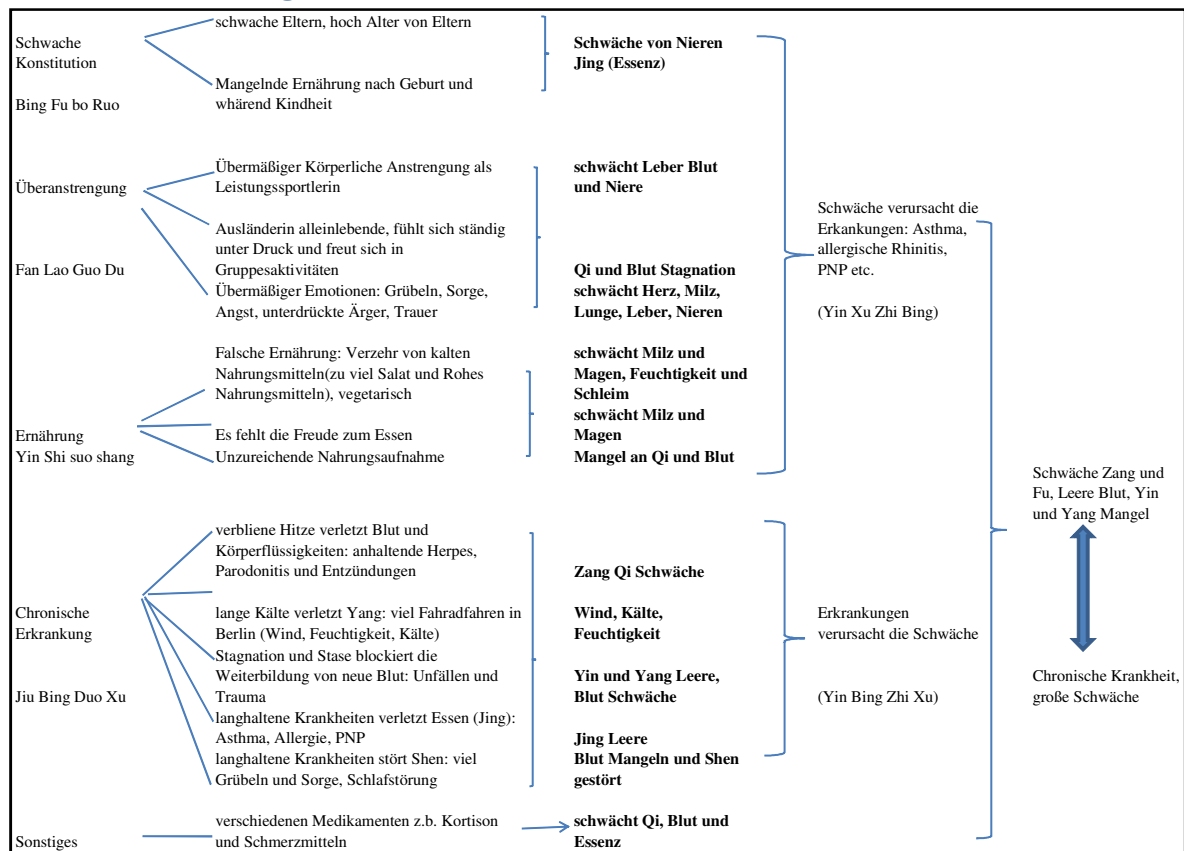 schwache Eltern, hoch Alter von Eltern
Schwache
Konstitution
Mangelnde Ernährung nach Geburt und
whärend Kindheit
Bing Fu bo Ruo
Schwäche von Nieren
Jing (Essenz)
Übermäßiger Körperliche Anstrengung als
Leistungssportlerin
Überanstrengung
Ausländerin alleinlebende, fühlt sich ständig
unter Druck und freut sich in
Gruppesaktivitäten
Fan Lao Guo Du
Übermäßiger Emotionen: Grübeln, Sorge,
Angst, unterdrückte Ärger, Trauer
schwächt Leber Blut
und Niere
Qi und Blut Stagnation
schwächt Herz, Milz,
Lunge, Leber, Nieren
Falsche Ernährung: Verzehr von kalten
Nahrungsmitteln(zu viel Salat und Rohes
Nahrungsmitteln), vegetarisch
Es fehlt die Freude zum Essen
Unzureichende Nahrungsaufnahme
Ernährung
Yin Shi suo shang
schwächt Milz und
Magen, Feuchtigkeit und
Schleim
schwächt Milz und
Magen
Mangel an Qi und Blut
Schwäche verursacht die
Erkankungen: Asthma,
allergische Rhinitis,
PNP etc.
(Yin Xu Zhi Bing)
verbliene Hitze verletzt Blut und
Körperflüssigkeiten: anhaltende Herpes,
Parodonitis und Entzündungen
Chronische
Erkrankung
lange Kälte verletzt Yang: viel Fahradfahren in
Berlin (Wind, Feuchtigkeit, Kälte)
Stagnation und Stase blockiert die
Weiterbildung von neue Blut: Unfällen und
Trauma
Jiu Bing Duo Xu
langhaltene Krankheiten verletzt Essen (Jing):
Asthma, Allergie, PNP
langhaltene Krankheiten stört Shen: viel
Grübeln und Sorge, Schlafstörung
Zang Qi Schwäche
Wind, Kälte,
Feuchtigkeit
Yin und Yang Leere,
Blut Schwäche
Jing Leere
Blut Mangeln und Shen
gestört
Erkrankungen
verursacht die Schwäche
(Yin Bing Zhi Xu)
Sonstiges
verschiedenen Medikamenten z.b. Kortison
und Schmerzmitteln
schwächt Qi, Blut und
Essenz
Schwäche Zang und
Fu, Leere Blut, Yin
und Yang Mangel
Chronische Krankheit,
große Schwäche